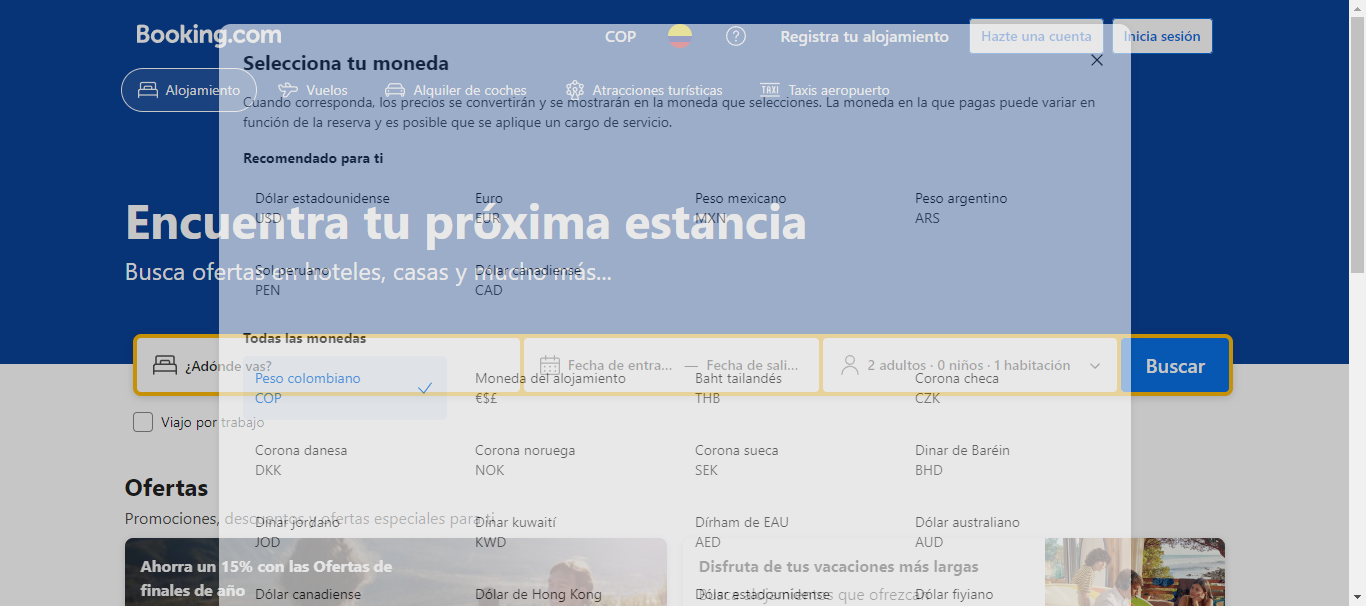 Booking.com
COP
Registra tu alojamiento
Hazte una cuenta
Inicia sesión
Selecciona tu moneda
Alojamiento
Vuelos
Alquiler de coches
Atracciones turísticas
TAXI
Taxis aeropuerto
Cuando corresponda, los precios se convertirán y se mostrarán en la moneda que selecciones. La moneda en la que pagas puede variar en
función de la reserva y es posible que se aplique un cargo de servicio.
Recomendado para ti
Dólar estadounidense
USD
Euro
EUR
Peso mexicano
MXN
Peso argentino
ARS
Encuentra tu próxima estancia
Busca ofertas en hoteles, casas y mucho más...
Sol peruano
PEN
Dólar canadiense
CAD
Todas las monedas
¿Adónde vas?
Fecha de entra... — Fecha de sali...
2 adultos · 0 niños · 1 habitación
Buscar
Peso colombiano
COP
Moneda del alojamiento
€$£
Baht tailandés
THB
Corona checa
CZK
Viajo por trabajo
Corona danesa
DKK
Corona noruega
NOK
Corona sueca
SEK
Dinar de Baréin
BHD
Ofertas
Promociones, descuentos y ofertas especiales para ti
Dinar jordano
JOD
Dinar kuwaití
KWD
Dírham de EAU
AED
Dólar australiano
AUD
Ahorra un 15% con las Ofertas de
finales de año
Disfruta de tus vacaciones más largas
Busca alojamientos que ofrezcan
Dólar canadiense
Dólar de Hong Kong
Dólar estadounidense
Dólar fiyiano